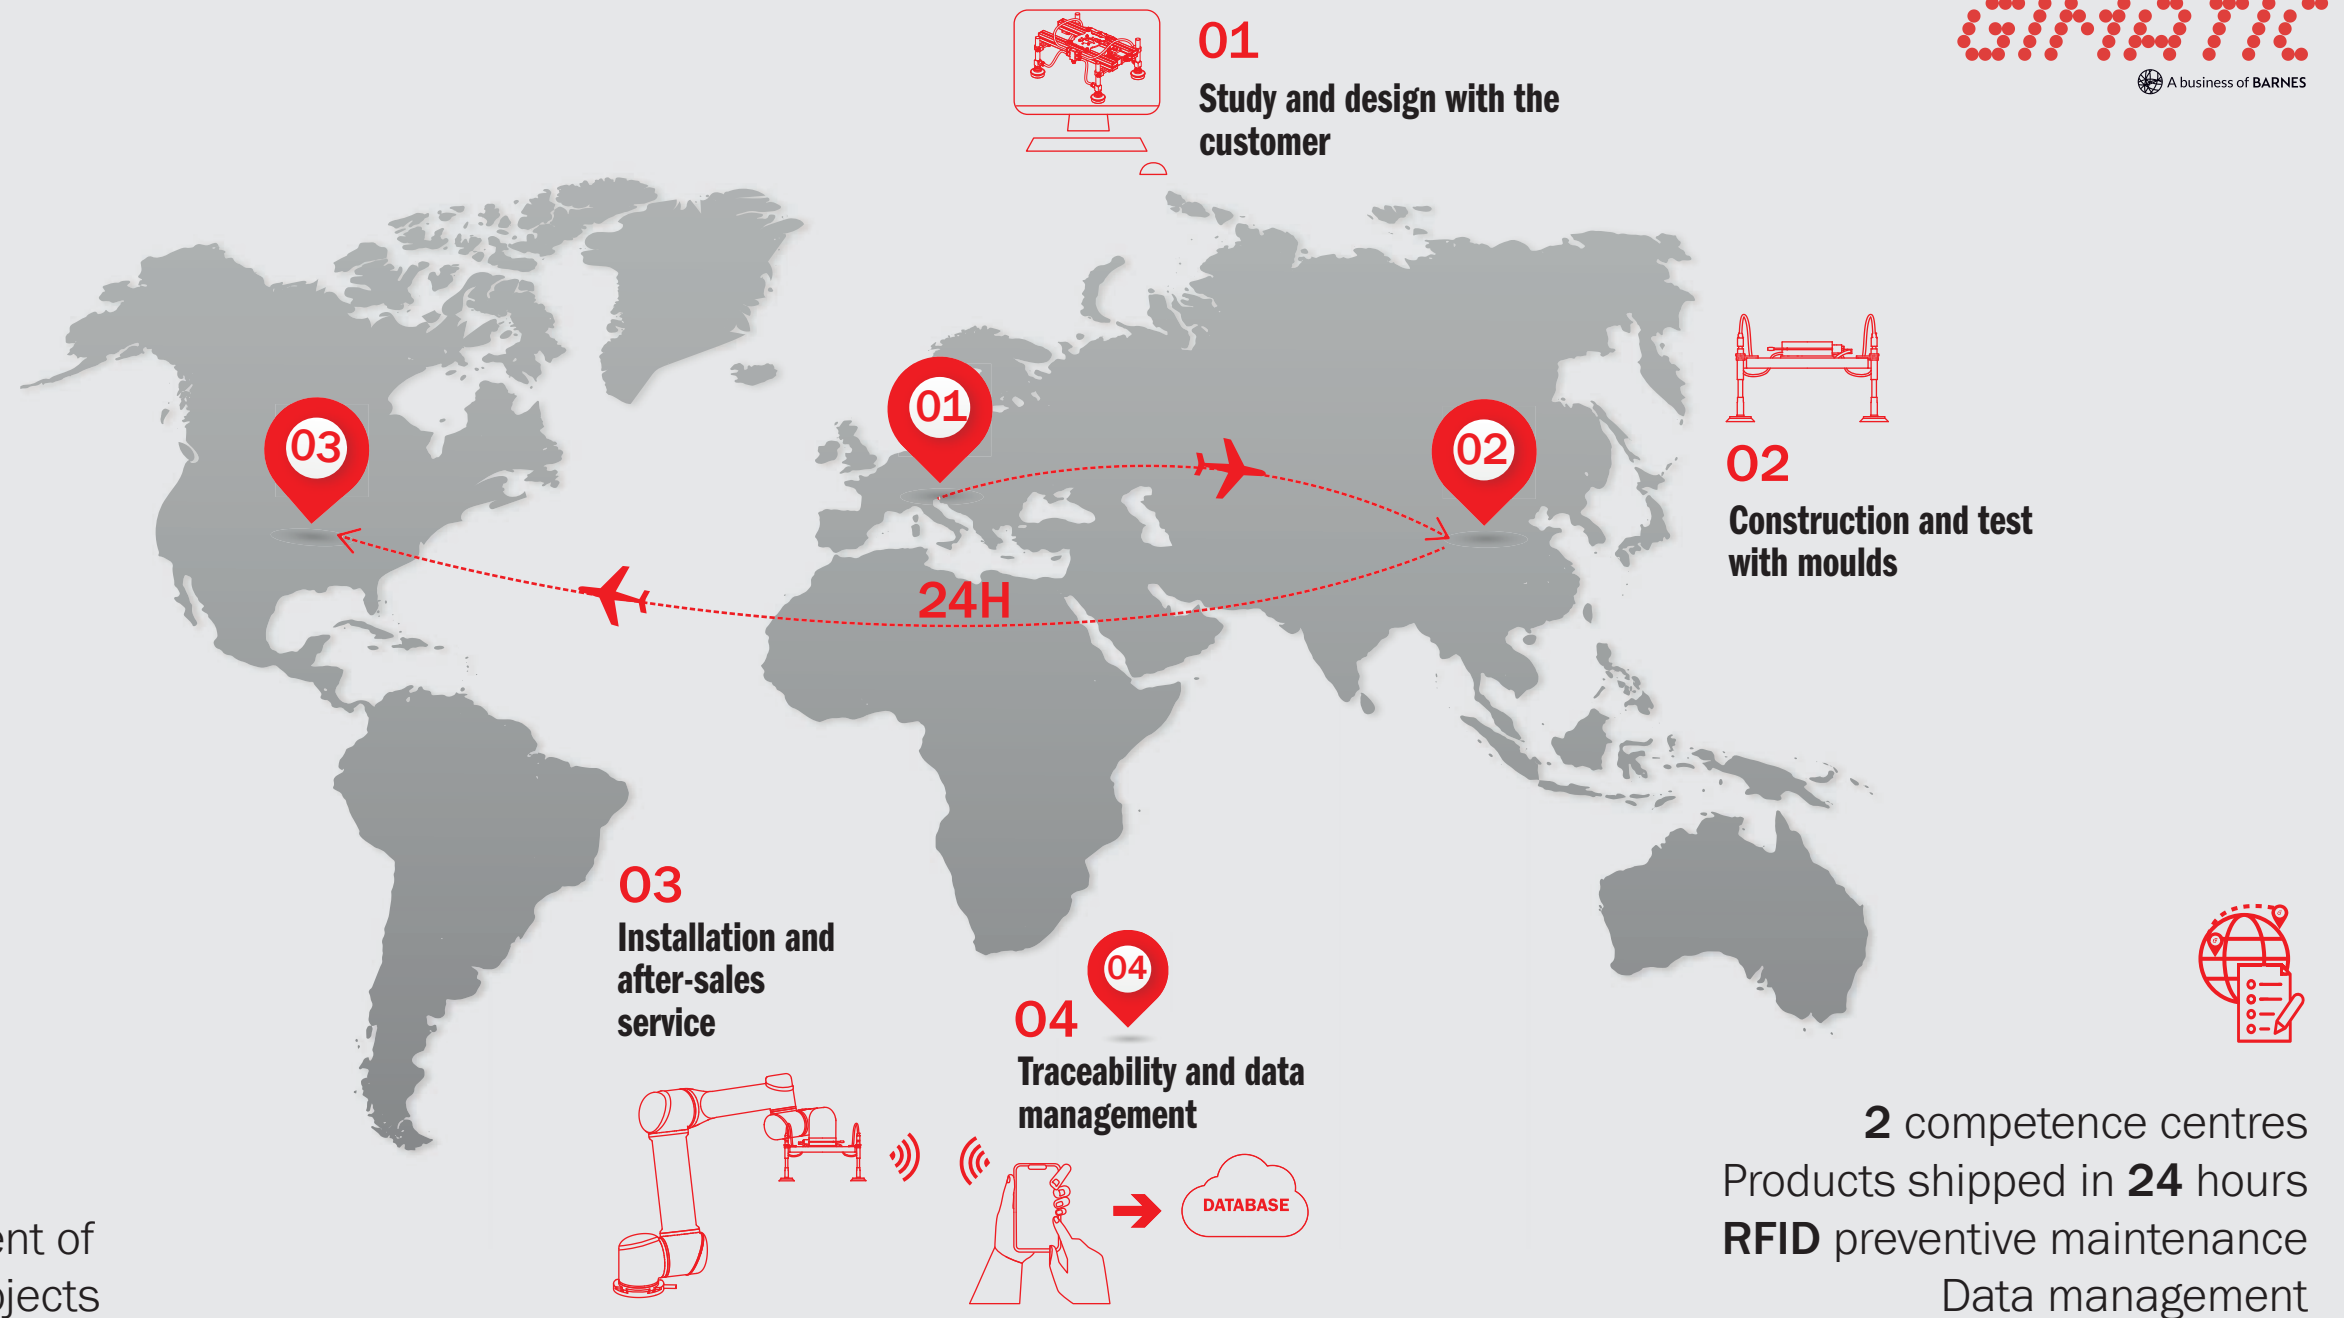 01
Study and design with the
customer
GIMATIC
A business of BARNES
03
01
02
02
Construction and test
with moulds
24H
03
Installation and
after-sales
service
04
04
Traceability and data
management
DATABASE
2 competence centres
Products shipped in 24 hours
RFID preventive maintenance
Data management
of